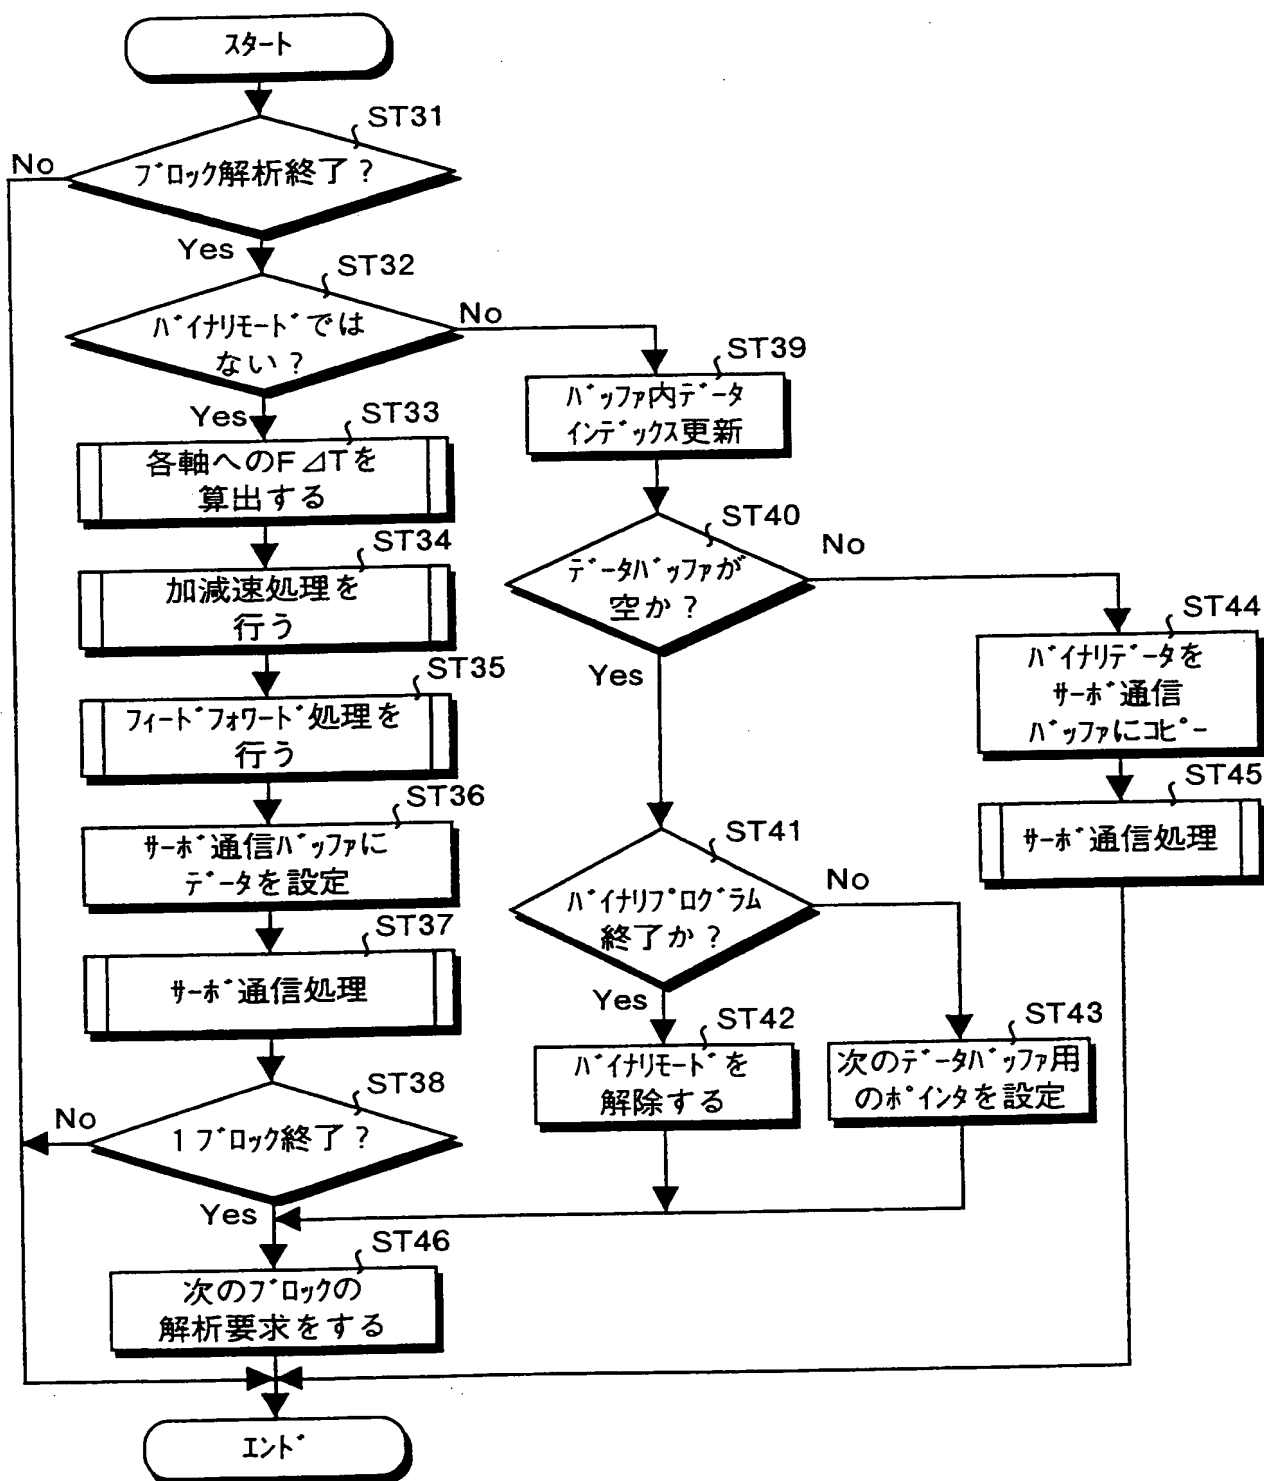 スタート
ST31
No
ブロック解析終了？
Yes
ST32
バイナリモードでは
ない？
No
Yes
ST33
各軸へのF⊿Tを
算出する
ST34
加減速処理を
行う
ST35
フィードフォワード処理を
行う
ST36
サーボ通信バッファに
データを設定
ST37
サーボ通信処理
ST38
No
1ブロック終了？
Yes
ST46
次のブロックの
解析要求をする
エンド
ST39
バッファ内データ
インデックス更新
ST40
データバッファが
空か？
No
Yes
ST41
バイナリプログラム
終了か？
No
Yes
ST42
バイナリモードを
解除する
ST43
次のデータバッファ用
のポインタを設定
ST44
バイナリデータを
サーボ通信
バッファにコピー
ST45
サーボ通信処理